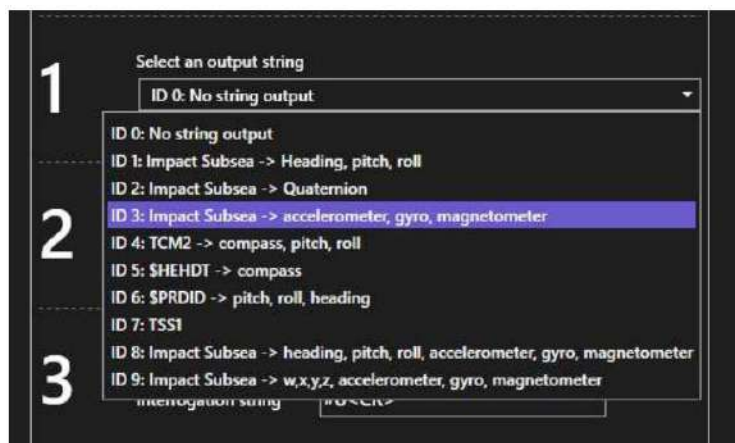 1
Select an output string
ID 0: No string output
ID 0: No string output
ID 1: Impact Subsea -> Heading, pitch, roll
ID 2: Impact Subsea -> Quaternion
ID 3: Impact Subsea -> accelerometer, gyro, magnetometer
2
ID 4: TCM2 -> compass, pitch, roll
ID 5: $HEHDT -> compass
ID 6: $PRDID -> pitch, roll, heading
ID 7: TSS1
ID 8: Impact Subsea -> heading, pitch, roll, accelerometer, gyro, magnetometer
3
ID 9: Impact Subsea -> w,x,y,z, accelerometer, gyro, magnetometer
Interrogation string